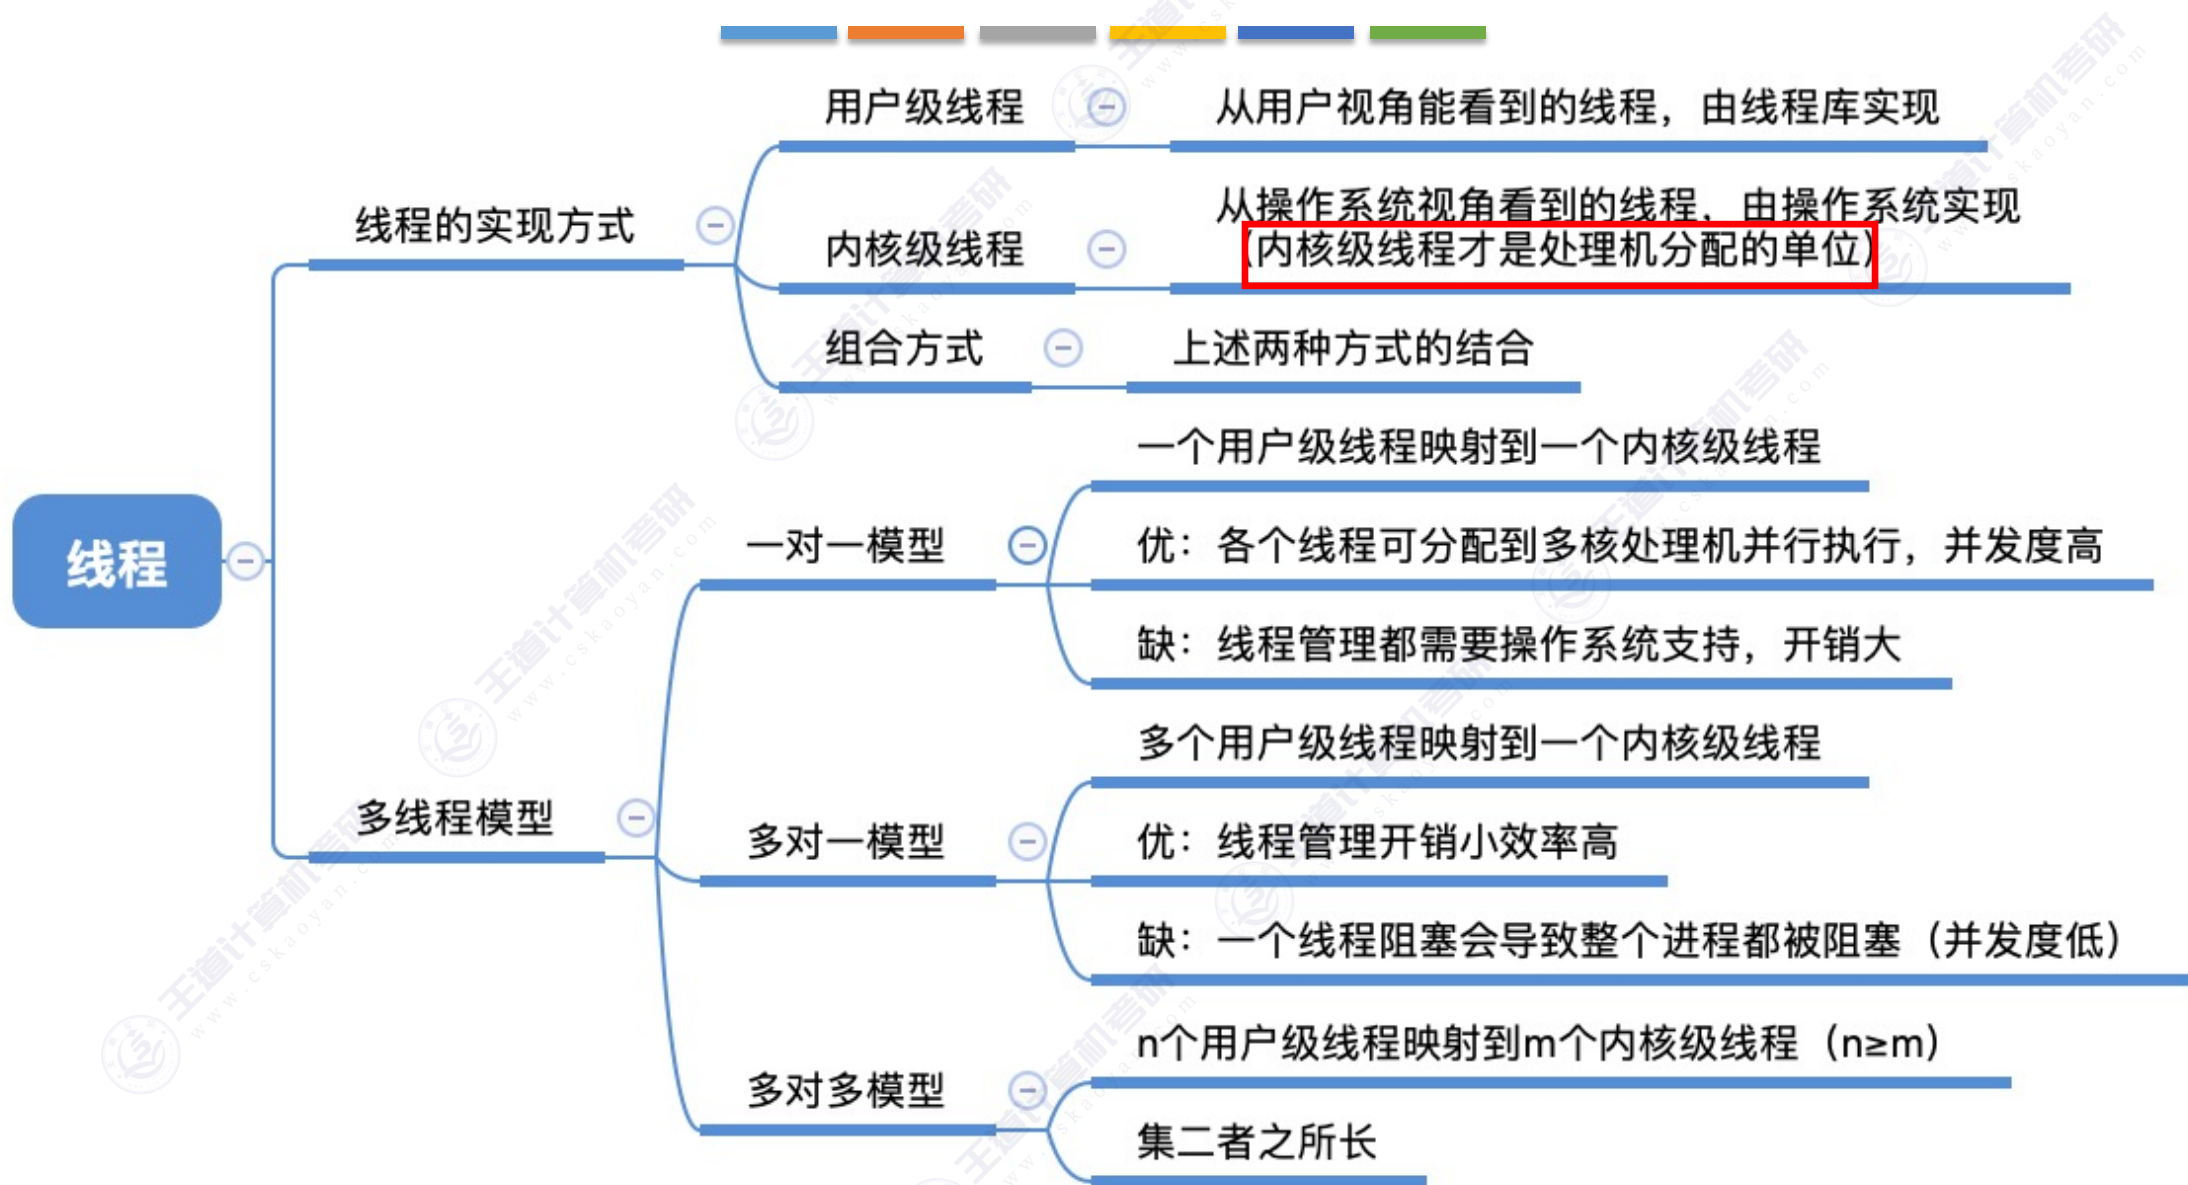 用户级线程
从用户视角能看到的线程，由线程库实现
线程的实现方式
内核级线程
从操作系统视角看到的线程，由操作系统实现
（内核级线程才是处理机分配的单位）
组合方式
上述两种方式的结合
线程
一对一模型
一个用户级线程映射到一个内核级线程
优：各个线程可分配到多核处理机并行执行，并发度高
缺：线程管理都需要操作系统支持，开销大
多线程模型
多对一模型
多个用户级线程映射到一个内核级线程
优：线程管理开销小效率高
缺：一个线程阻塞会导致整个进程都被阻塞（并发度低）
多对多模型
n个用户级线程映射到m个内核级线程（n≥m）
集二者之所长
王道计算机考研
www.cskaoyan.com